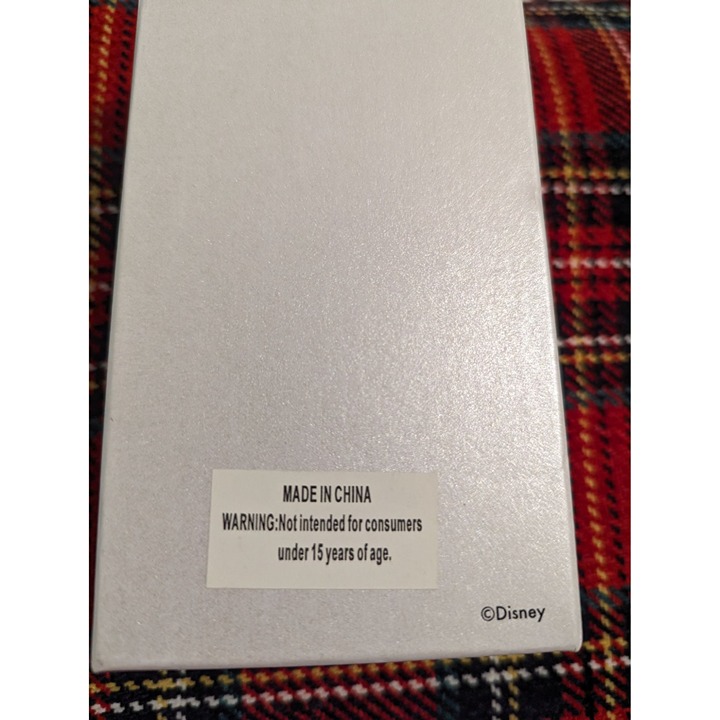 MADE IN CHINA
WARNING:Not intended for consumers
under 15 years of age.
©Disney